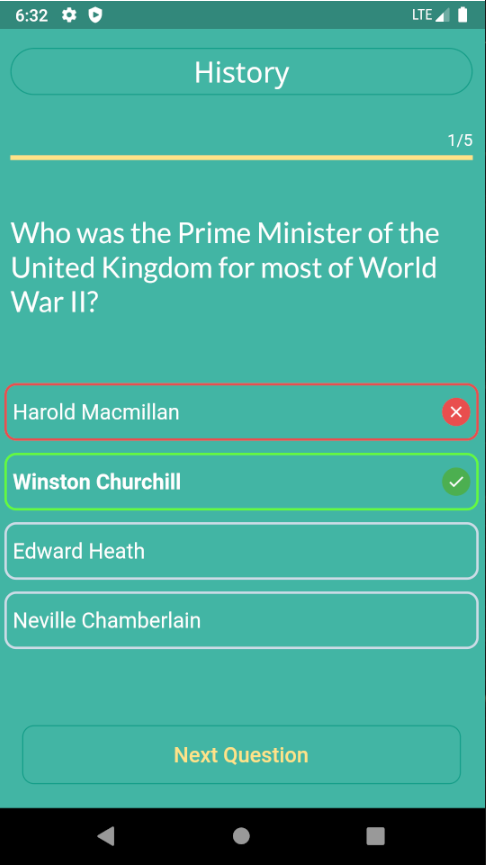 6:32 LTE
History
1/5
Who was the Prime Minister of the
United Kingdom for most of World
War II?
Harold Macmillan
Winston Churchill
Edward Heath
Neville Chamberlain
Next Question